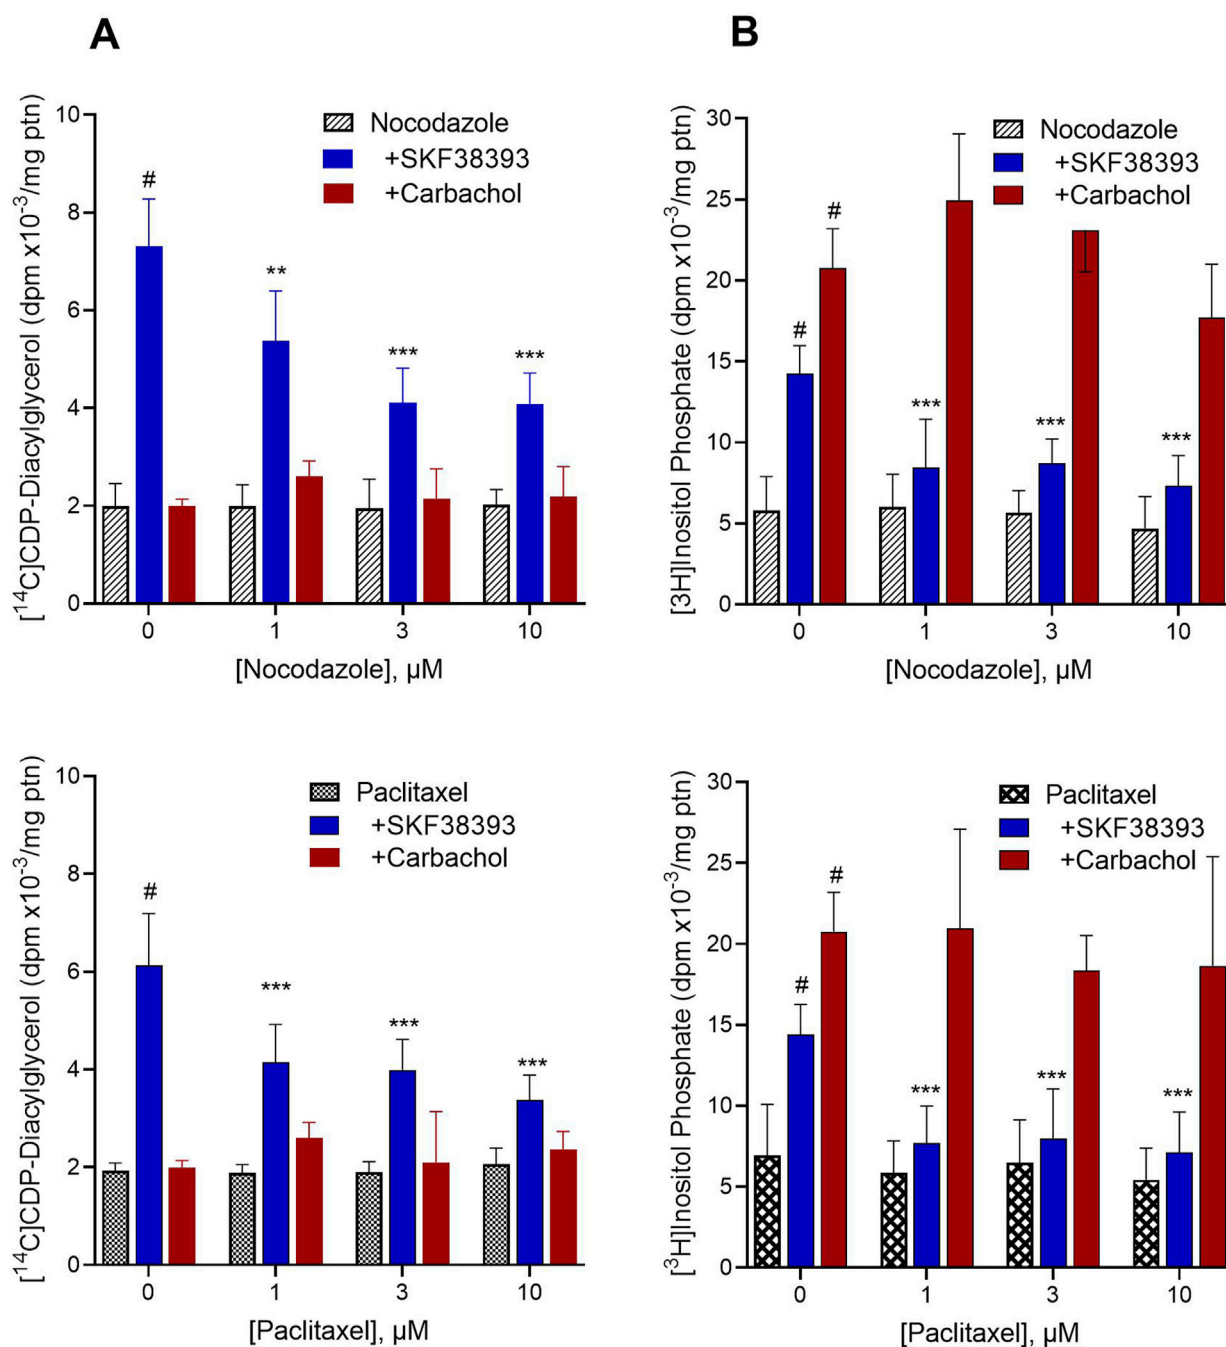 A
B
[¹⁴C]CDP-Diacylglycerol (dpm x10⁻³/mg ptn)
10
8
6
4
2
0
Nocodazole
+SKF38393
+Carbachol
#
**
***
***
0 1 3 10
[Nocodazole], µM
[3H]Inositol Phosphate (dpm x10⁻³/mg ptn)
30
25
20
15
10
5
0
Nocodazole
+SKF38393
+Carbachol
#
#
***
***
***
0 1 3 10
[Nocodazole], µM
[¹⁴C]CDP-Diacylglycerol (dpm x10⁻³/mg ptn)
10
8
6
4
2
0
Paclitaxel
+SKF38393
+Carbachol
#
***
***
***
0 1 3 10
[Paclitaxel], µM
[³H]Inositol Phosphate (dpm x10⁻³/mg ptn)
30
25
20
15
10
5
0
Paclitaxel
+SKF38393
+Carbachol
#
#
***
***
***
0 1 3 10
[Paclitaxel], µM